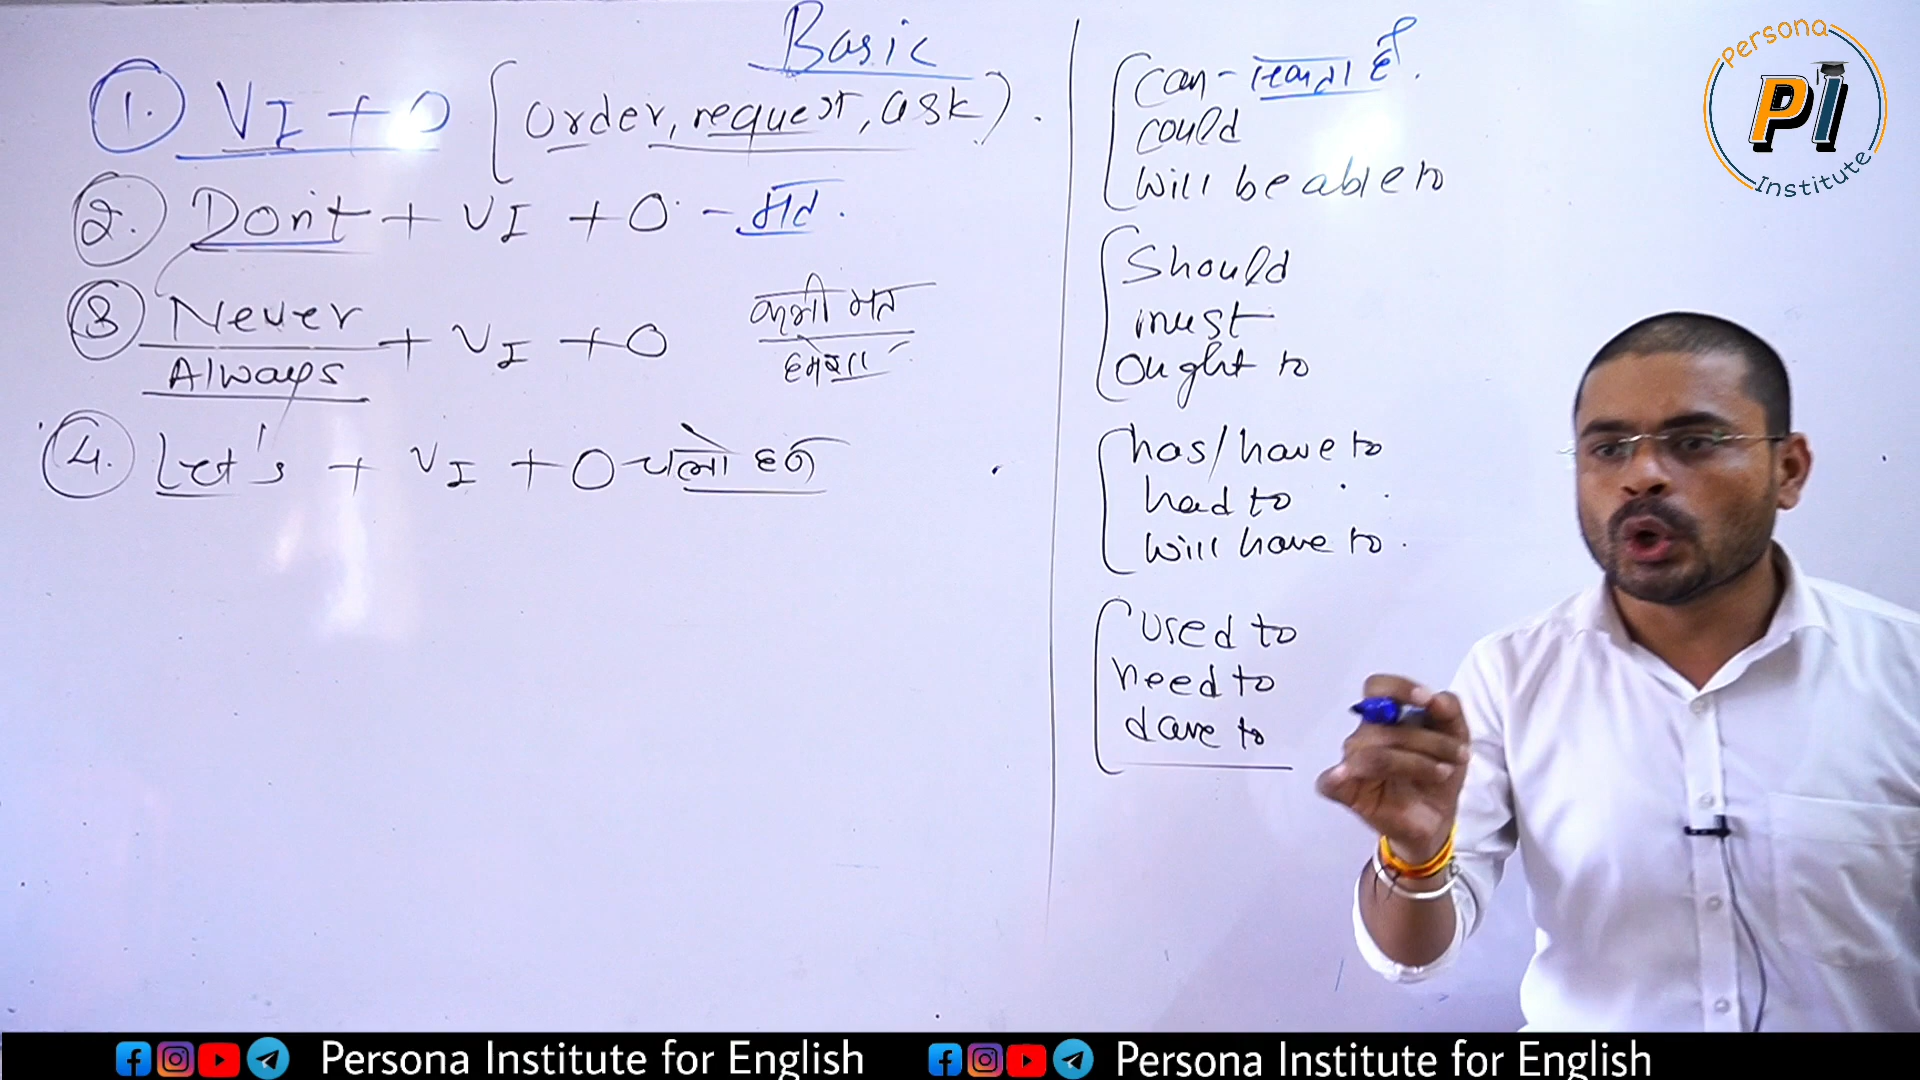 Basic
1. VI + O (order, request, ask).
2. Don't + VI + O - मत.
3 Never
Always
+ VI + O
कभी मत
हमेशा
4. Let's + VI + O चलो हम
can - सकता है.
could
will be able to
Should
must
ought to
has/have to
had to
will have to.
used to
need to
dare to
Persona
PI
Institute
Persona Institute for English
Persona Institute for English